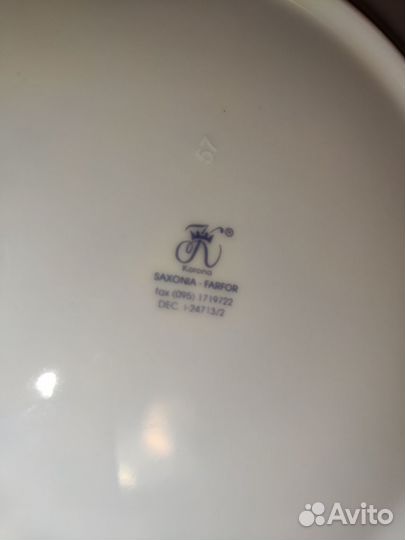 57
K®
Korona
SAXONIA - FARFOR
fax (095) 1719722
DEC. I-24713/2
Avito